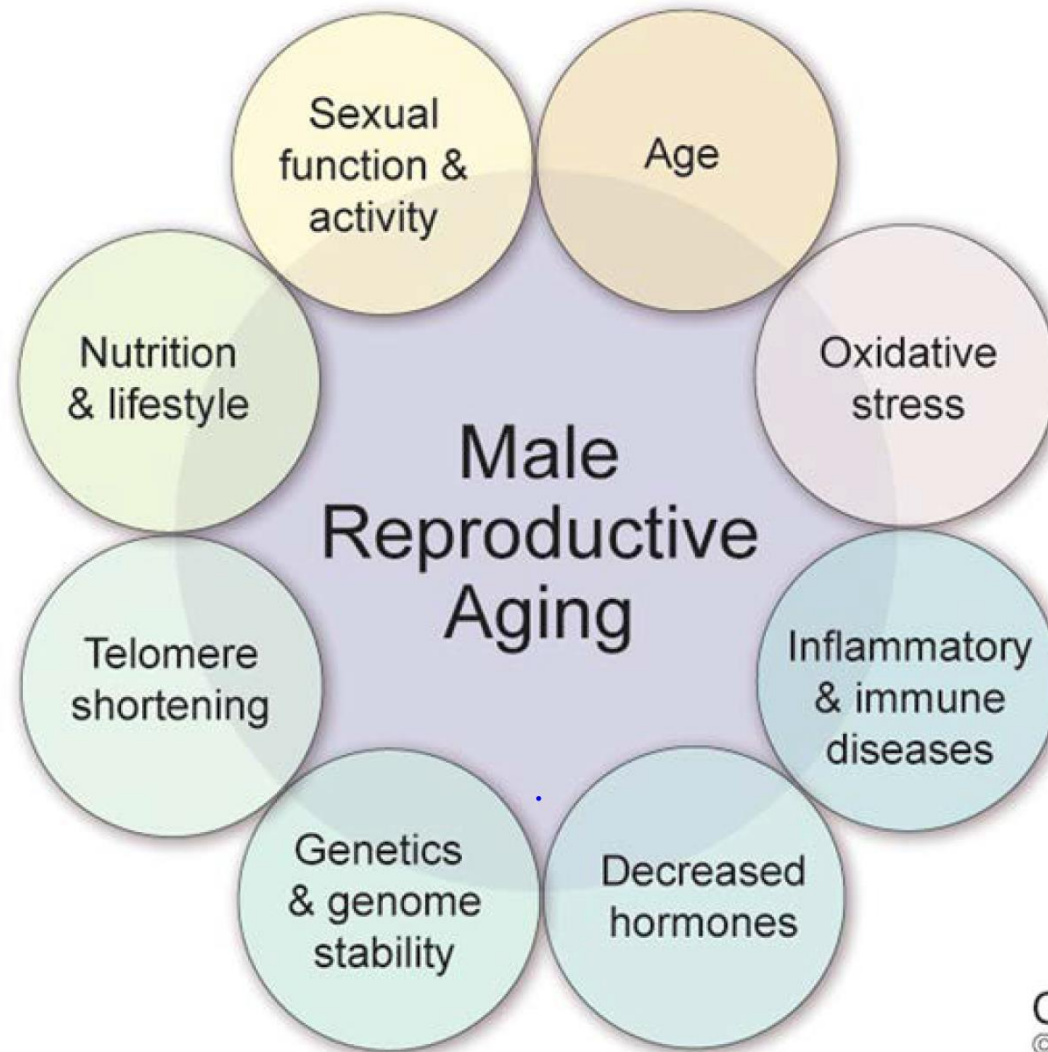 Sexual
function &
activity
Age
Nutrition
& lifestyle
Oxidative
stress
Male
Reproductive
Aging
Telomere
shortening
Inflammatory
& immune
diseases
Genetics
& genome
stability
Decreased
hormones
©